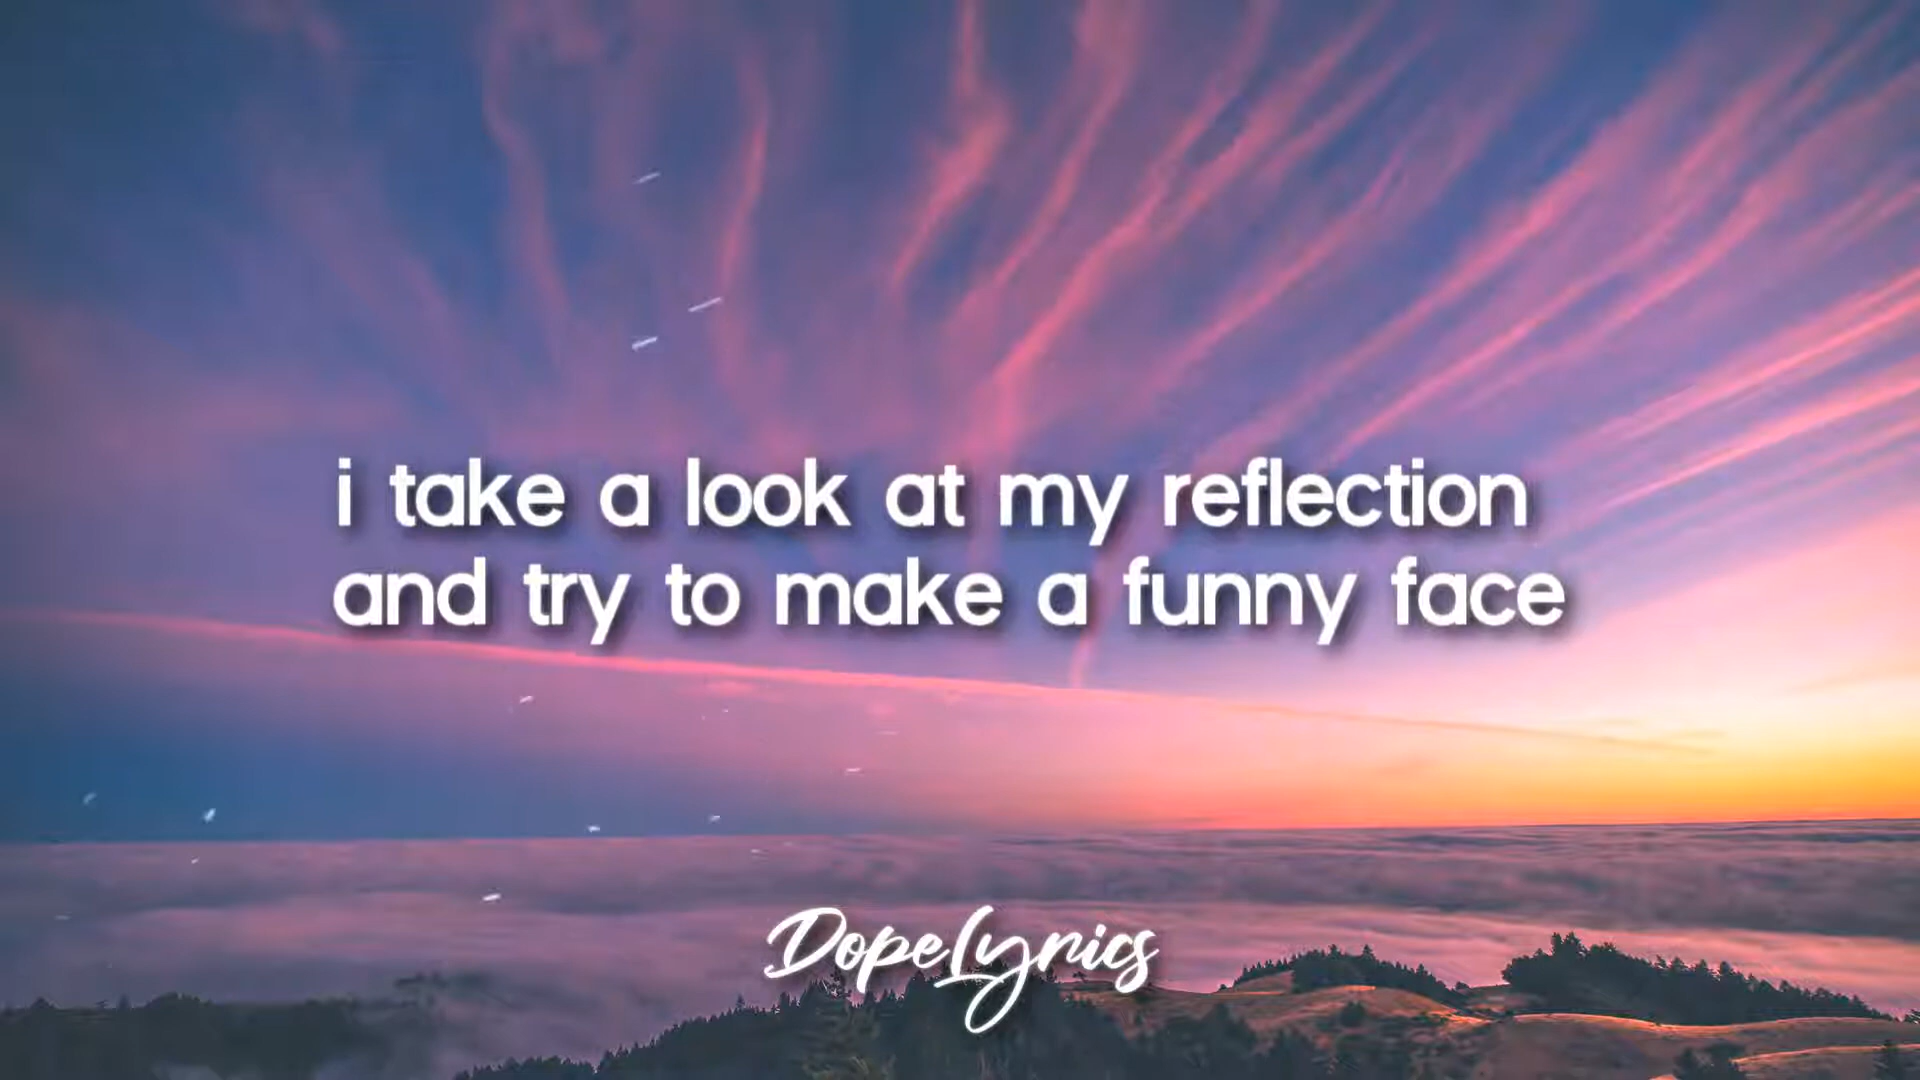 i take a look at my reflection
and try to make a funny face
DopeLyrics